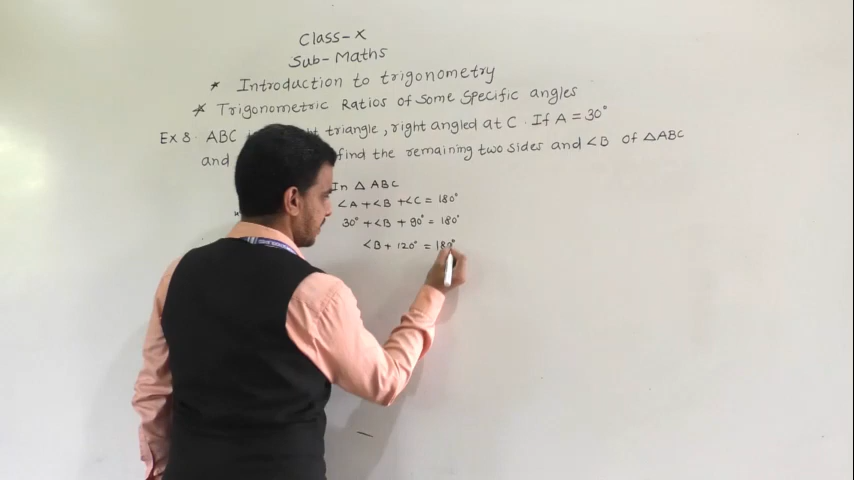 Class-X
Sub-Maths
* Introduction to trigonometry
* Trigonometric Ratios of Some Specific angles
Ex 8. ABC triangle, right angled at C. If A = 30°
and find the remaining two sides and ∠B of △ABC
In △ ABC
∠A + ∠B + ∠C = 180°
30° + ∠B + 90° = 180°
∠B + 120° = 180°